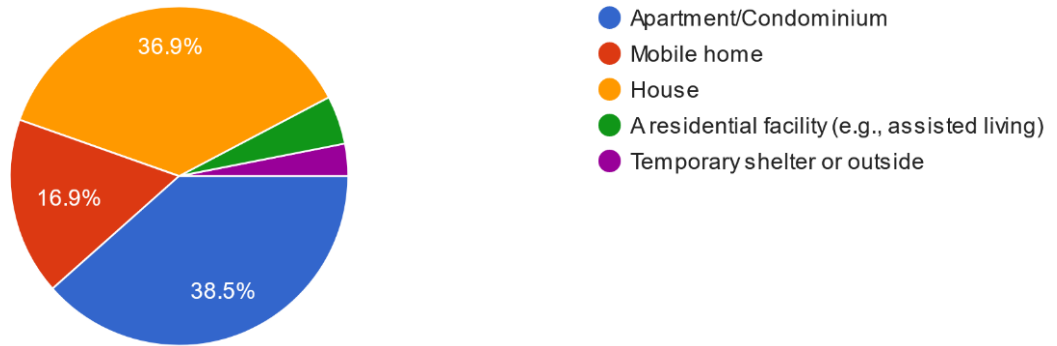 36.9%
16.9%
38.5%
Apartment/Condominium
Mobile home
House
A residential facility (e.g., assisted living)
Temporary shelter or outside